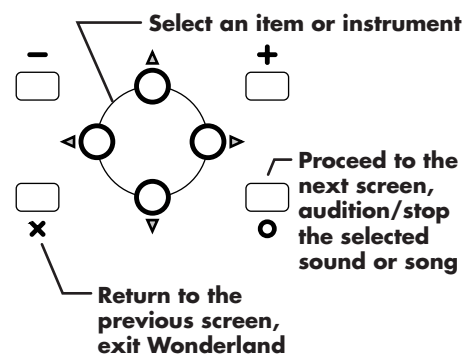 Select an item or instrument
− +
Proceed to the
next screen,
audition/stop
the selected
sound or song
Return to the
previous screen,
exit Wonderland